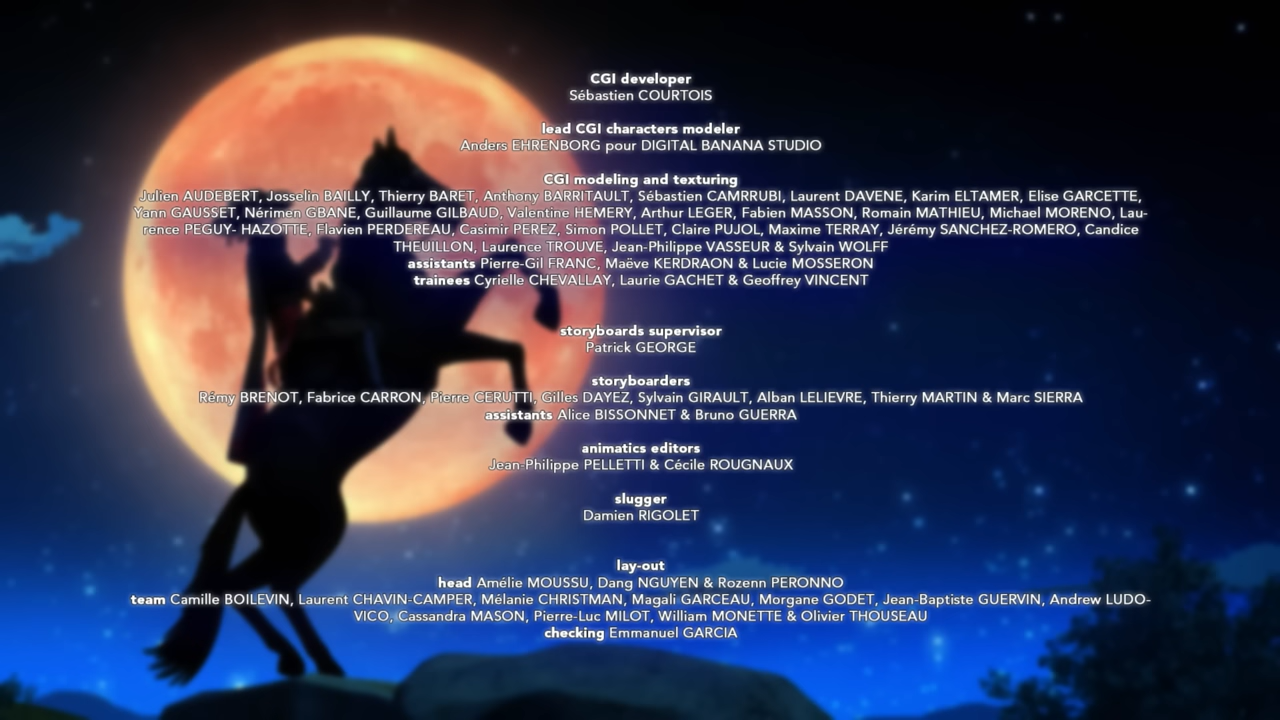 CGI developer
Sébastien COURTOIS
lead CGI characters modeler
Anders EHRENBORG pour DIGITAL BANANA STUDIO
CGI modeling and texturing
Julien AUDEBERT, Josselin BAILLY, Thierry BARET, Anthony BARRITAULT, Sébastien CAMRRUBI, Laurent DAVENE, Karim ELTAMER, Elise GARCETTE,
Yann GAUSSET, Nérimen GBANE, Guillaume GILBAUD, Valentine HEMERY, Arthur LEGER, Fabien MASSON, Romain MATHIEU, Michael MORENO, Lau-
rence PEGUY- HAZOTTE, Flavien PERDEREAU, Casimir PEREZ, Simon POLLET, Claire PUJOL, Maxime TERRAY, Jérémy SANCHEZ-ROMERO, Candice
THEUILLON, Laurence TROUVE, Jean-Philippe VASSEUR & Sylvain WOLFF
assistants Pierre-Gil FRANC, Maëve KERDRAON & Lucie MOSSERON
trainees Cyrielle CHEVALLAY, Laurie GACHET & Geoffrey VINCENT
storyboards supervisor
Patrick GEORGE
storyboarders
Rémy BRENOT, Fabrice CARRON, Pierre CERUTTI, Gilles DAYEZ, Sylvain GIRAULT, Alban LELIEVRE, Thierry MARTIN & Marc SIERRA
assistants Alice BISSONNET & Bruno GUERRA
animatics editors
Jean-Philippe PELLETTI & Cécile ROUGNAUX
slugger
Damien RIGOLET
lay-out
head Amélie MOUSSU, Dang NGUYEN & Rozenn PERONNO
team Camille BOILEVIN, Laurent CHAVIN-CAMPER, Mélanie CHRISTMAN, Magali GARCEAU, Morgane GODET, Jean-Baptiste GUERVIN, Andrew LUDO-
VICO, Cassandra MASON, Pierre-Luc MILOT, William MONETTE & Olivier THOUSEAU
checking Emmanuel GARCIA